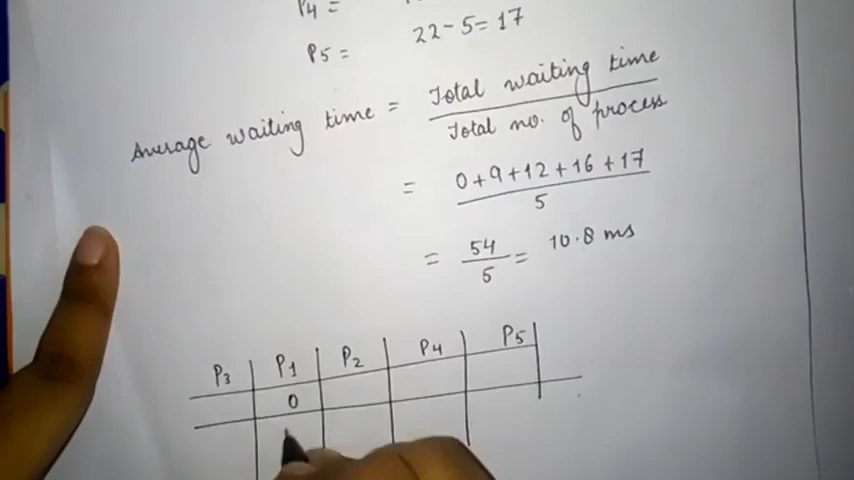 P4 =
P5 = 22 - 5 = 17
Average waiting time = Total waiting time / Total no. of process
= 0 + 9 + 12 + 16 + 17 / 5
= 54 / 5 = 10.8 ms
P3 P1 P2 P4 P5
0